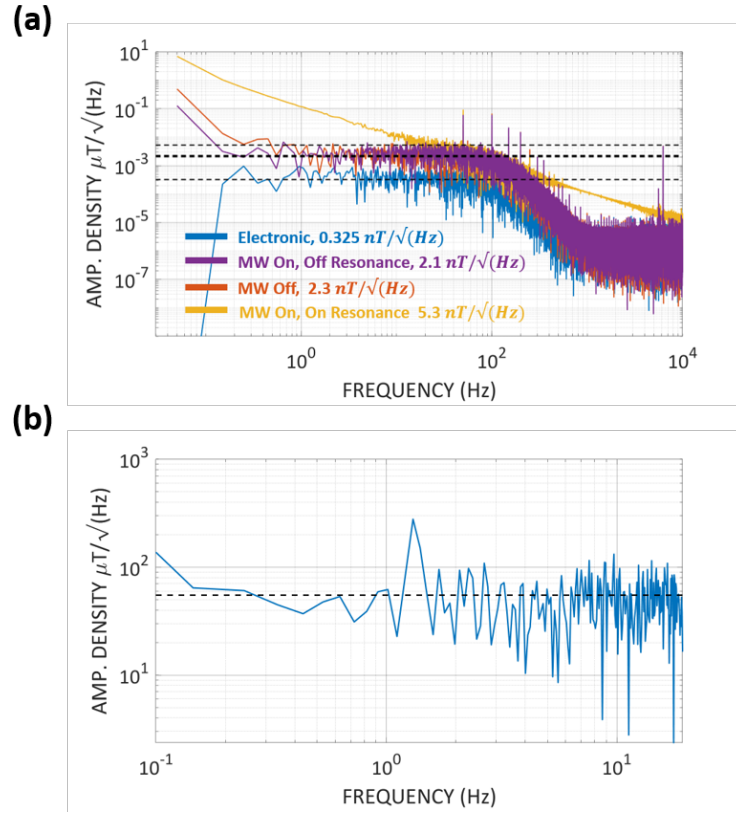 (a)
AMP. DENSITY μT/√(Hz)
10^1
10^-1
10^-3
10^-5
10^-7
Electronic, 0.325 nT/√(Hz)
MW On, Off Resonance, 2.1 nT/√(Hz)
MW Off, 2.3 nT/√(Hz)
MW On, On Resonance 5.3 nT/√(Hz)
10^0 10^2 10^4
FREQUENCY (Hz)
(b)
AMP. DENSITY μT/√(Hz)
10^3
10^2
10^1
10^-1 10^0 10^1
FREQUENCY (Hz)